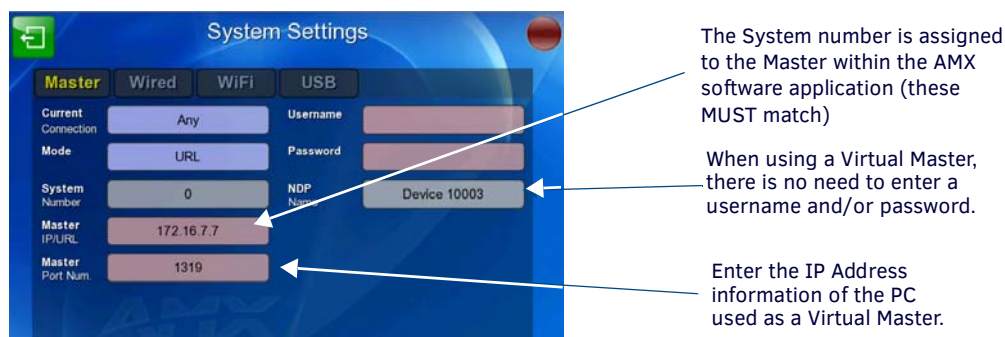 System Settings
Master Wired WiFi USB
Current
Connection
Any
Username
Mode
URL
Password
System
Number
0
NDP
Name
Device 10003
Master
IP/URL
172.16.7.7
Master
Port Num.
1319
AMX
The System number is assigned
to the Master within the AMX
software application (these
MUST match)
When using a Virtual Master,
there is no need to enter a
username and/or password.
Enter the IP Address
information of the PC
used as a Virtual Master.